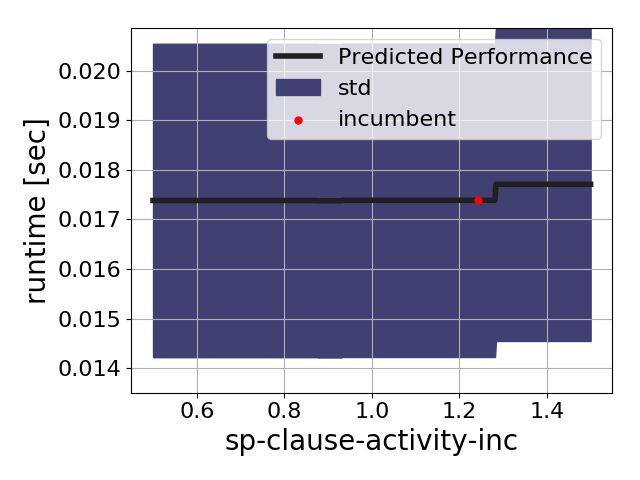 Predicted Performance
std
incumbent
runtime [sec]
0.020
0.019
0.018
0.017
0.016
0.015
0.014
0.6 0.8 1.0 1.2 1.4
sp-clause-activity-inc